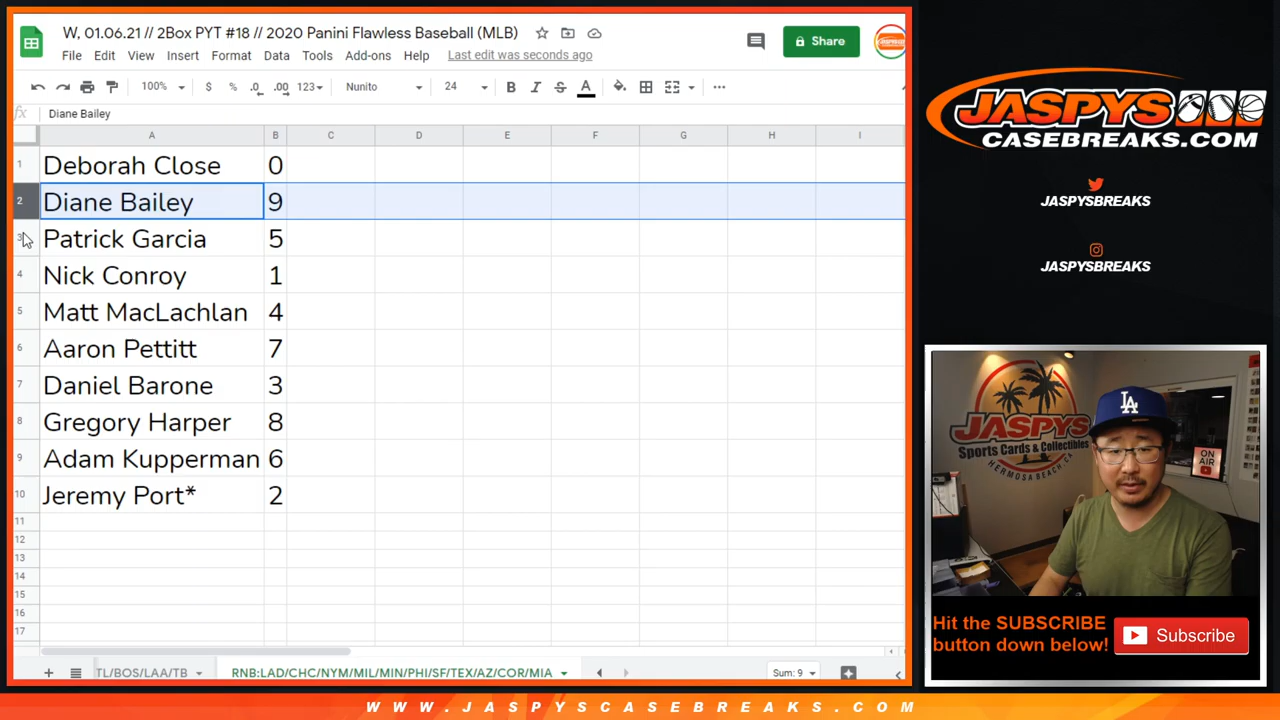 W, 01.06.21 // 2Box PYT #18 // 2020 Panini Flawless Baseball (MLB)
File Edit View Insert Format Data Tools Add-ons Help Last edit was seconds ago
Share
100% $ % .0 .00 123 Nunito 24 B I S A
fx Diane Bailey
A B C D E F G H I
1 Deborah Close 0
2 Diane Bailey 9
3 Patrick Garcia 5
4 Nick Conroy 1
5 Matt MacLachlan 4
6 Aaron Pettitt 7
7 Daniel Barone 3
8 Gregory Harper 8
9 Adam Kupperman 6
10 Jeremy Port* 2
11
12
13
14
15
16
17
TL/BOS/LAA/TB RNB:LAD/CHC/NYM/MIL/MIN/PHI/SF/TEX/AZ/COR/MIA Sum: 9
JASPYS
CASEBREAKS.COM
JASPYSBREAKS
JASPYSBREAKS
JASPYS
Sports Cards & Collectibles
HERMOSA BEACH, CA
LA
ON AIR
Hit the SUBSCRIBE
button down below!
Subscribe
WWW.JASPYSCASEBREAKS.COM